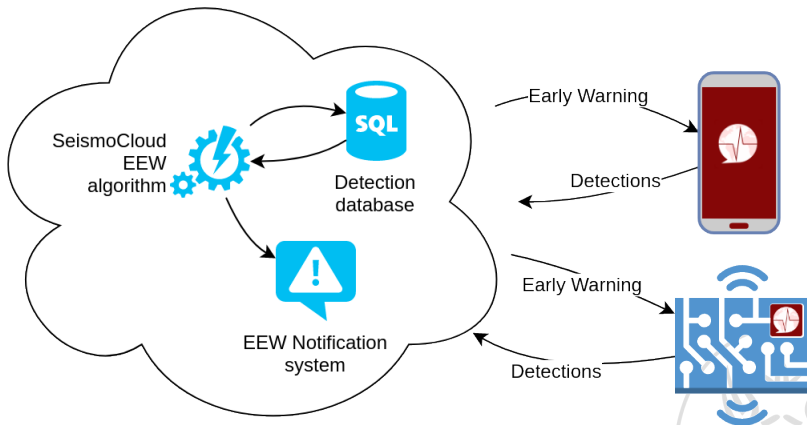 SeismoCloud
EEW
algorithm
SQL
Detection
database
EEW Notification
system
Early Warning
Detections
Early Warning
Detections